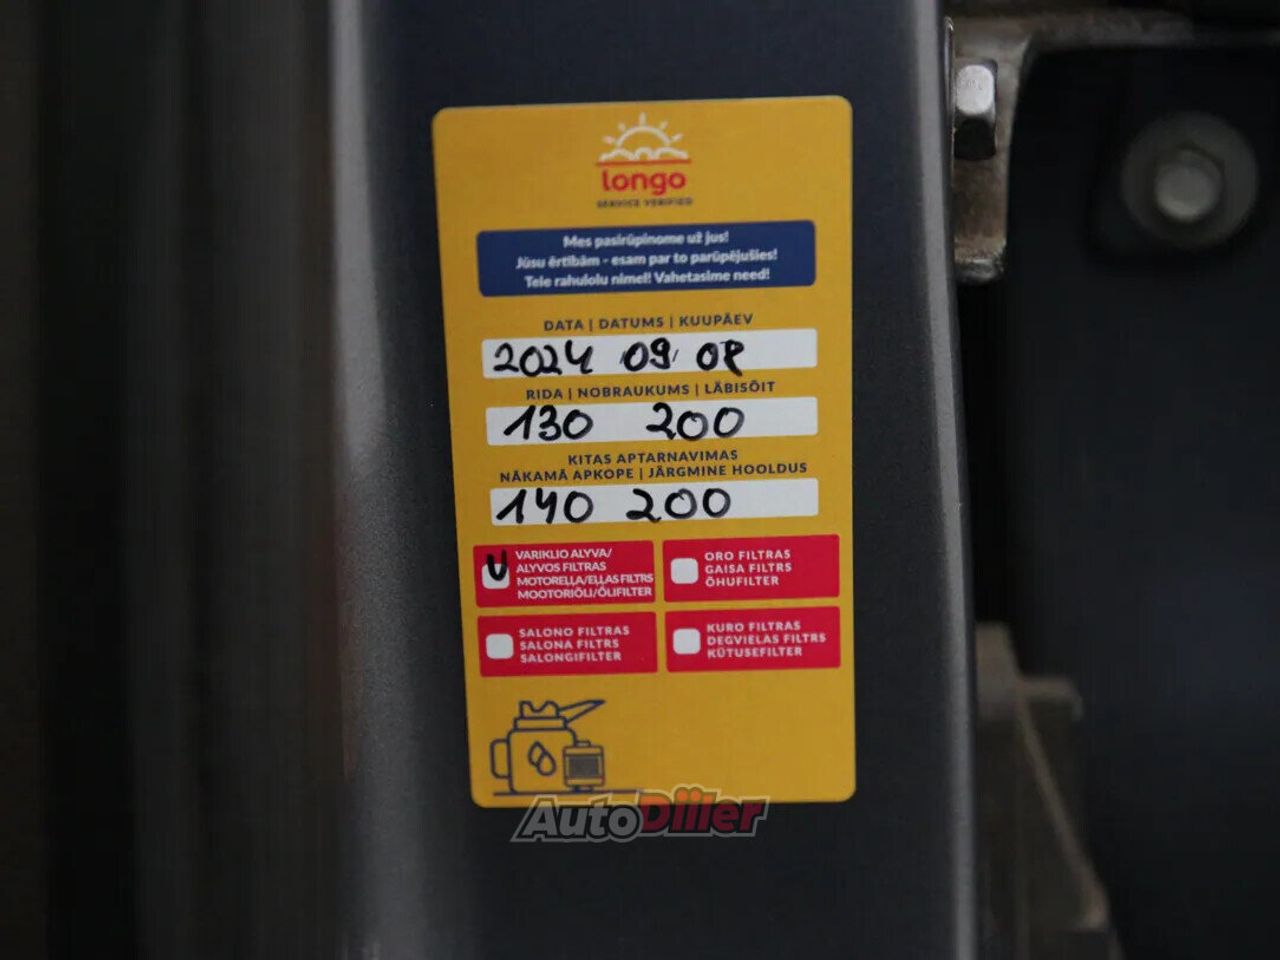 longo
SERVICE VERIFIED
Mes pasirūpinome už jus!
Jūsu ērtībām - esam par to parūpējušies!
Teie rahulolu nimel! Vahetasime need!
DATA | DATUMS | KUUPÄEV
2024 09 08
RIDA | NOBRAUKUMS | LÄBISÕIT
130 200
KITAS APTARNAVIMAS
NĀKAMĀ APKOPE | JÄRGMINE HOOLDUS
140 200
V
VARIKLIO ALYVA/
ALYVOS FILTRAS
MOTOREĻĻA/EĻĻAS FILTRS
MOOTORIÕLI/ÕLIFILTER
ORO FILTRAS
GAISA FILTRS
ÕHUFILTER
SALONO FILTRAS
SALONA FILTRS
SALONGIFILTER
KURO FILTRAS
DEGVIELAS FILTRS
KÜTUSEFILTER
AutoDiiler